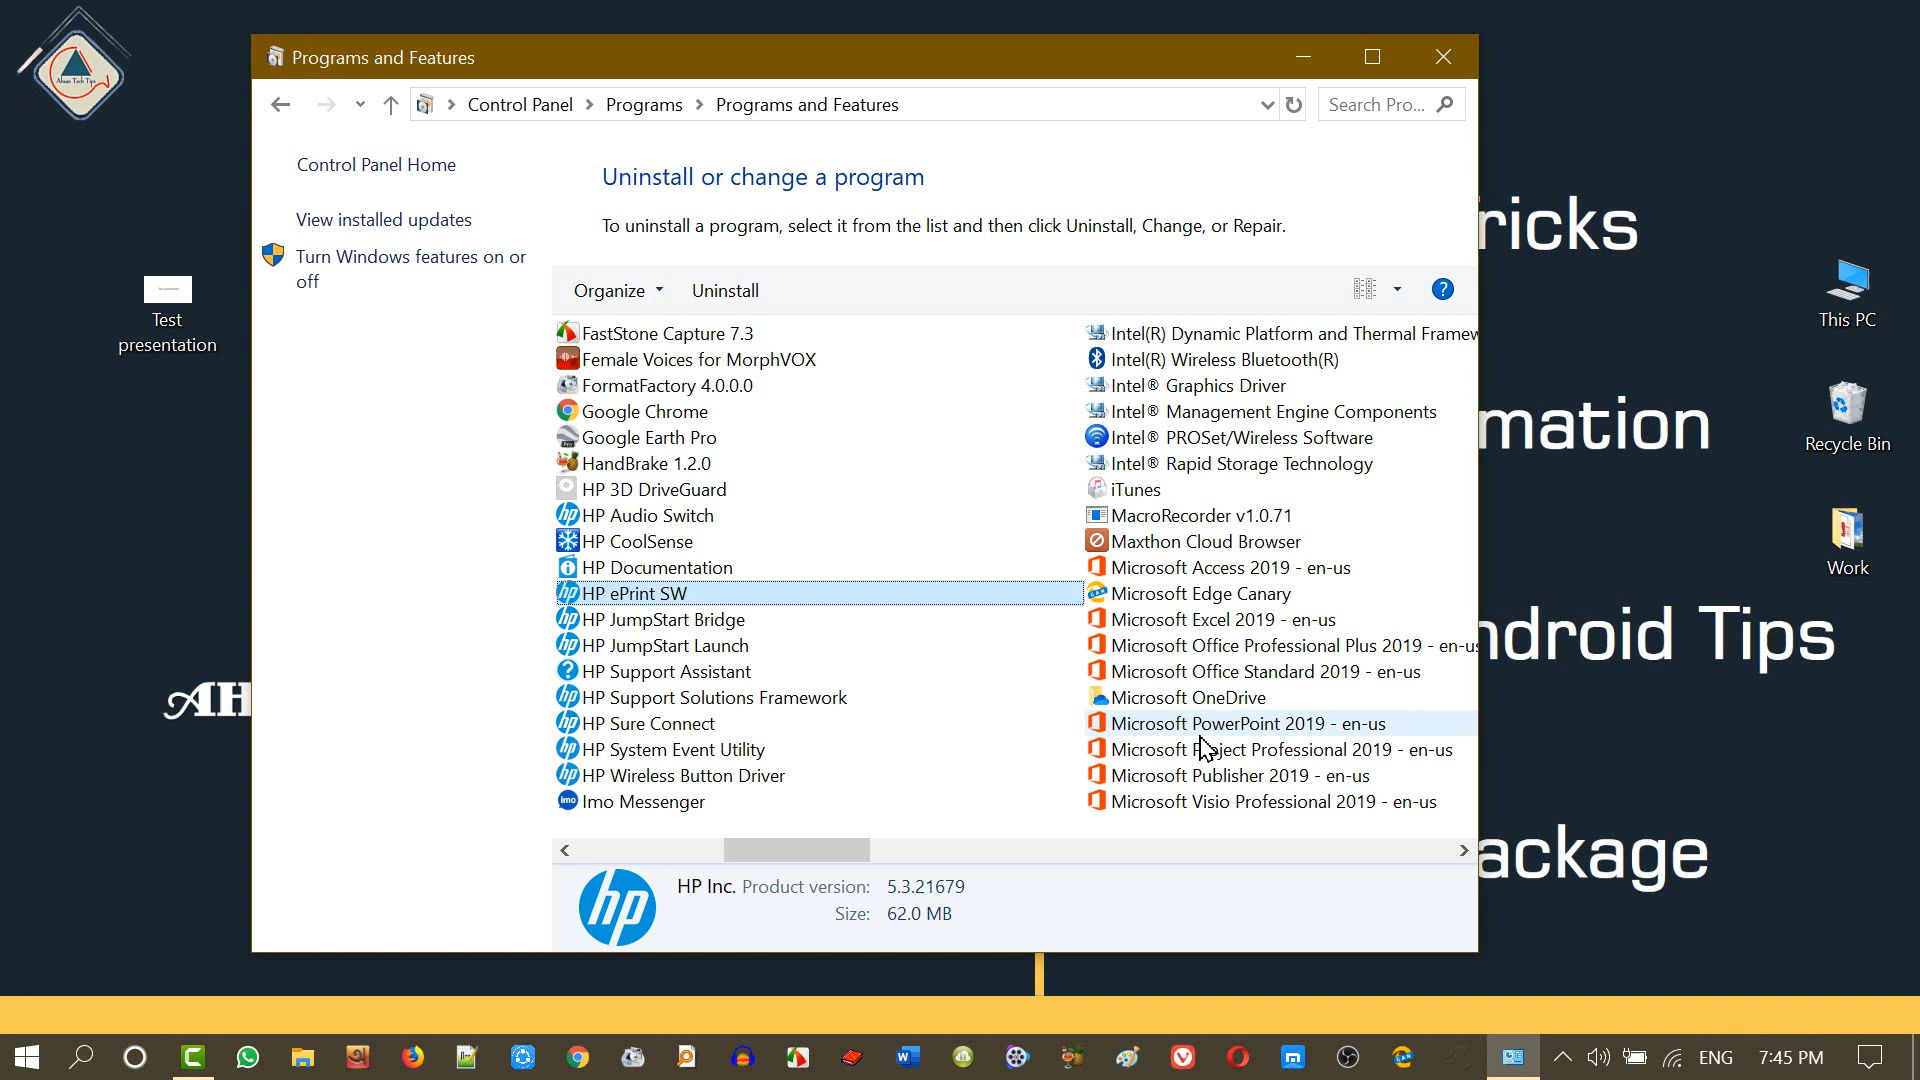 Ahsan Tech Tips
Programs and Features
Control Panel
Programs
Programs and Features
Search Pro...
Control Panel Home
View installed updates
Turn Windows features on or
off
Uninstall or change a program
To uninstall a program, select it from the list and then click Uninstall, Change, or Repair.
Organize
Uninstall
?
FastStone Capture 7.3
Female Voices for MorphVOX
FormatFactory 4.0.0.0
Google Chrome
Google Earth Pro
HandBrake 1.2.0
HP 3D DriveGuard
HP Audio Switch
HP CoolSense
HP Documentation
HP ePrint SW
HP JumpStart Bridge
HP JumpStart Launch
HP Support Assistant
HP Support Solutions Framework
HP Sure Connect
HP System Event Utility
HP Wireless Button Driver
Imo Messenger
Intel(R) Dynamic Platform and Thermal Framew
Intel(R) Wireless Bluetooth(R)
Intel® Graphics Driver
Intel® Management Engine Components
Intel® PROSet/Wireless Software
Intel® Rapid Storage Technology
iTunes
MacroRecorder v1.0.71
Maxthon Cloud Browser
Microsoft Access 2019 - en-us
Microsoft Edge Canary
Microsoft Excel 2019 - en-us
Microsoft Office Professional Plus 2019 - en-us
Microsoft Office Standard 2019 - en-us
Microsoft OneDrive
Microsoft PowerPoint 2019 - en-us
Microsoft Project Professional 2019 - en-us
Microsoft Publisher 2019 - en-us
Microsoft Visio Professional 2019 - en-us
hp
HP Inc. Product version: 5.3.21679
Size: 62.0 MB
Test
presentation
AH
ricks
mation
ndroid Tips
ackage
This PC
Recycle Bin
Work
ENG
7:45 PM